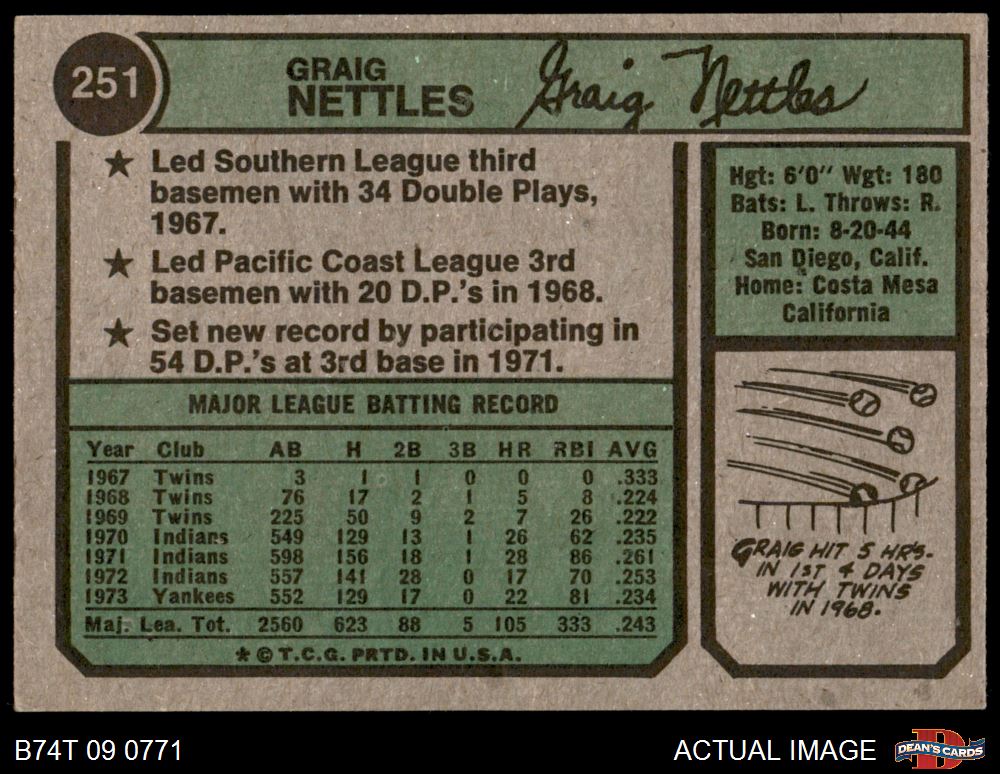 251
GRAIG
NETTLES
Graig Nettles
★ Led Southern League third
basemen with 34 Double Plays,
1967.
★ Led Pacific Coast League 3rd
basemen with 20 D.P.'s in 1968.
★ Set new record by participating in
54 D.P.'s at 3rd base in 1971.
MAJOR LEAGUE BATTING RECORD
Year Club AB H 2B 3B HR RBI AVG
1967 Twins 3 1 1 0 0 0 .333
1968 Twins 76 17 2 1 5 8 .224
1969 Twins 225 50 9 2 7 26 .222
1970 Indians 549 129 13 1 26 62 .235
1971 Indians 598 156 18 1 28 86 .261
1972 Indians 557 141 28 0 17 70 .253
1973 Yankees 552 129 17 0 22 81 .234
Maj. Lea. Tot. 2560 623 88 5 105 333 .243
* © T.C.G. PRTD. IN U.S.A.
Hgt: 6'0" Wgt: 180
Bats: L. Throws: R.
Born: 8-20-44
San Diego, Calif.
Home: Costa Mesa
California
GRAIG HIT 5 HR'S.
IN 1ST 4 DAYS
WITH TWINS
IN 1968.
B74T 09 0771
ACTUAL IMAGE
D
DEAN'S CARDS